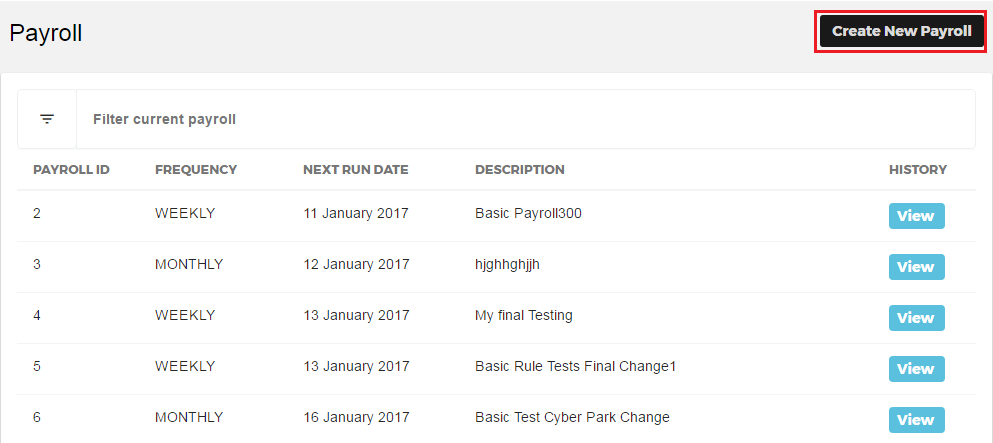 Payroll
Create New Payroll
Filter current payroll
PAYROLL ID FREQUENCY NEXT RUN DATE DESCRIPTION HISTORY
2 WEEKLY 11 January 2017 Basic Payroll300 View
3 MONTHLY 12 January 2017 hjghhghjjh View
4 WEEKLY 13 January 2017 My final Testing View
5 WEEKLY 13 January 2017 Basic Rule Tests Final Change1 View
6 MONTHLY 16 January 2017 Basic Test Cyber Park Change View